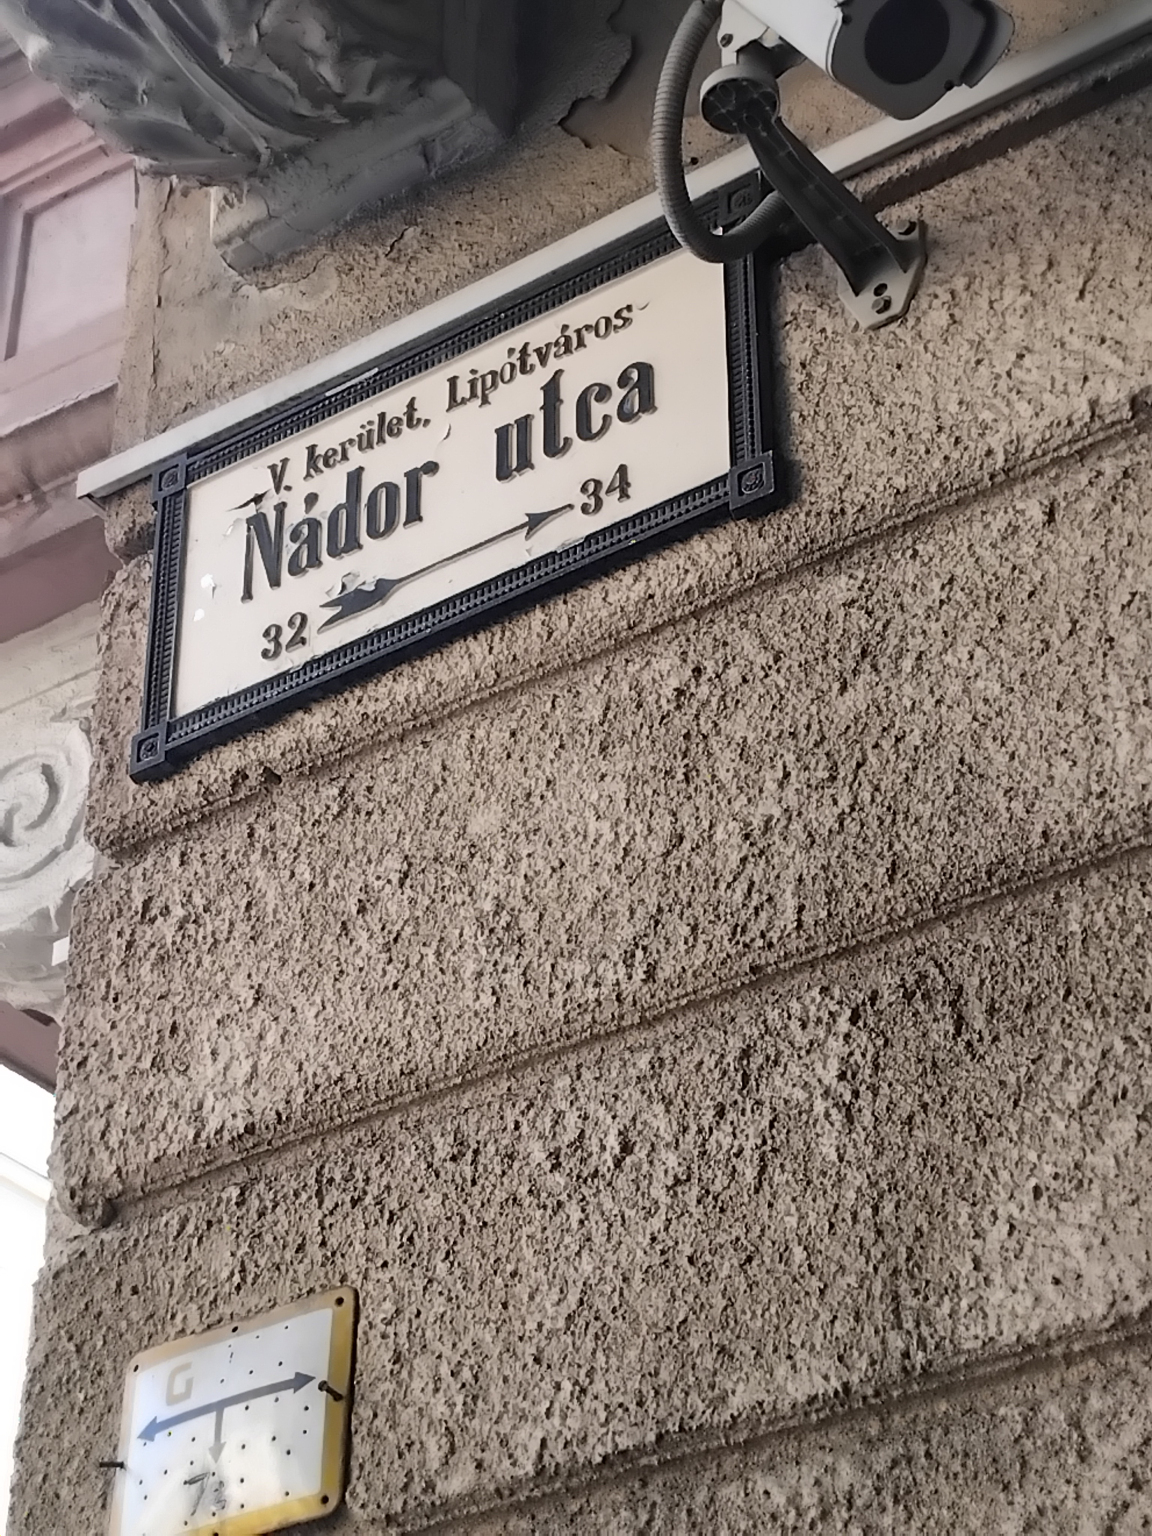 V. kerület, Lipótváros
Nádor utca
32 34
G